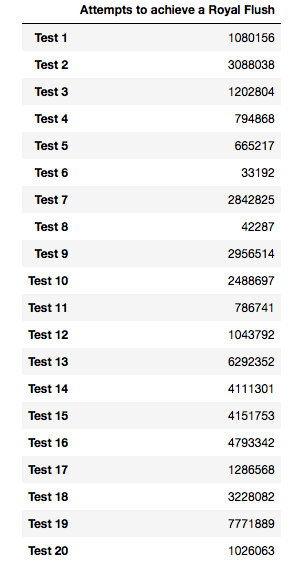 Attempts to achieve a Royal Flush
Test 1 1080156
Test 2 3088038
Test 3 1202804
Test 4 794868
Test 5 665217
Test 6 33192
Test 7 2842825
Test 8 42287
Test 9 2956514
Test 10 2488697
Test 11 786741
Test 12 1043792
Test 13 6292352
Test 14 4111301
Test 15 4151753
Test 16 4793342
Test 17 1286568
Test 18 3228082
Test 19 7771889
Test 20 1026063